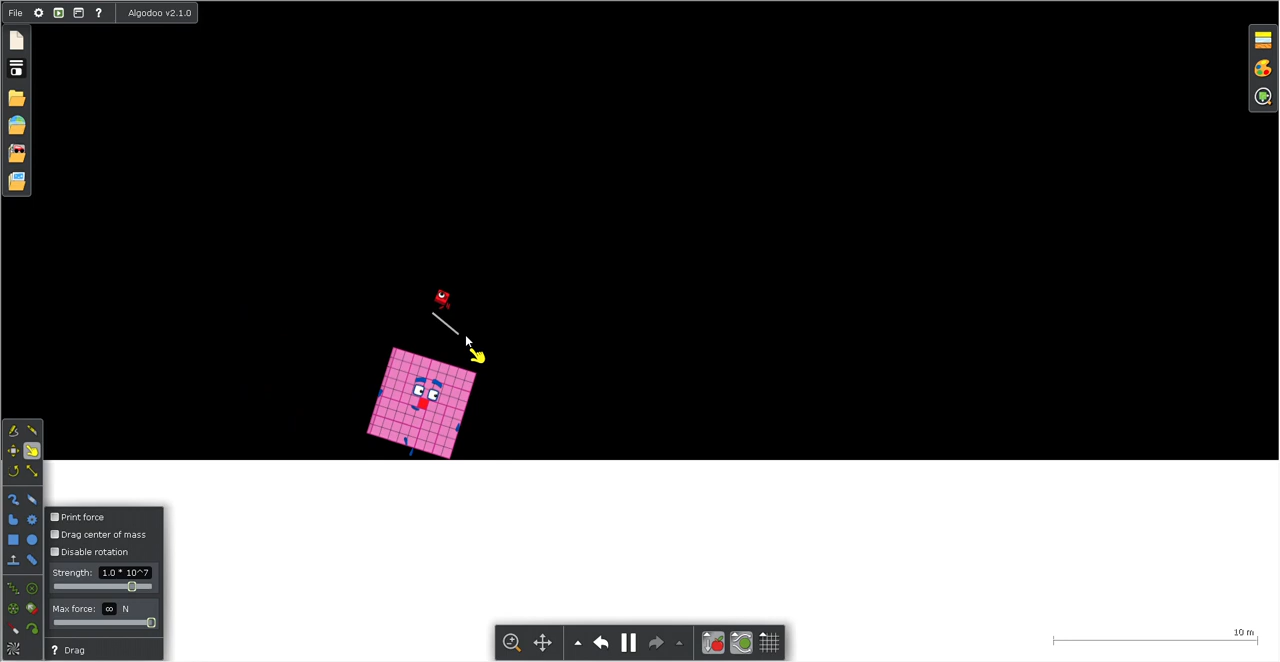 File ? Algodoo v2.1.0
Print force
Drag center of mass
Disable rotation
Strength: 1.0 * 10^7
Max force: ∞ N
? Drag
10 m